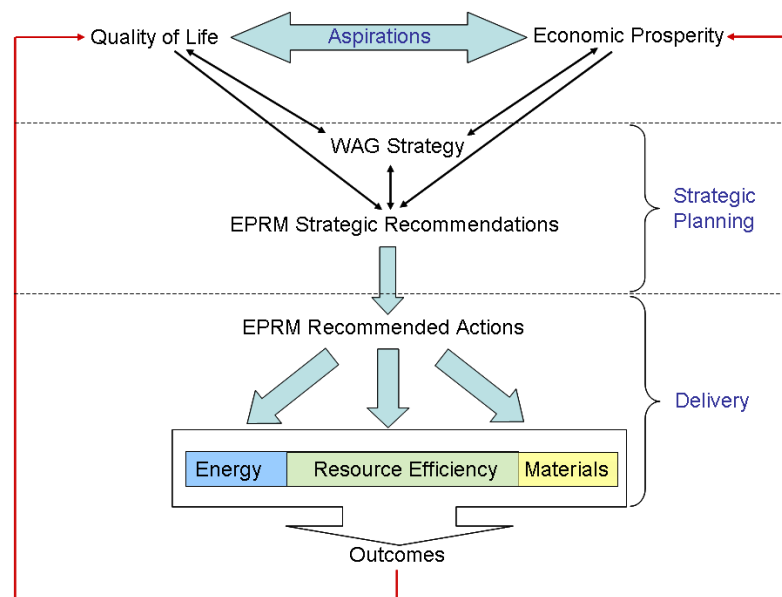 Quality of Life
Aspirations
Economic Prosperity
WAG Strategy
Strategic
Planning
EPRM Strategic Recommendations
EPRM Recommended Actions
Delivery
Energy
Resource Efficiency
Materials
Outcomes